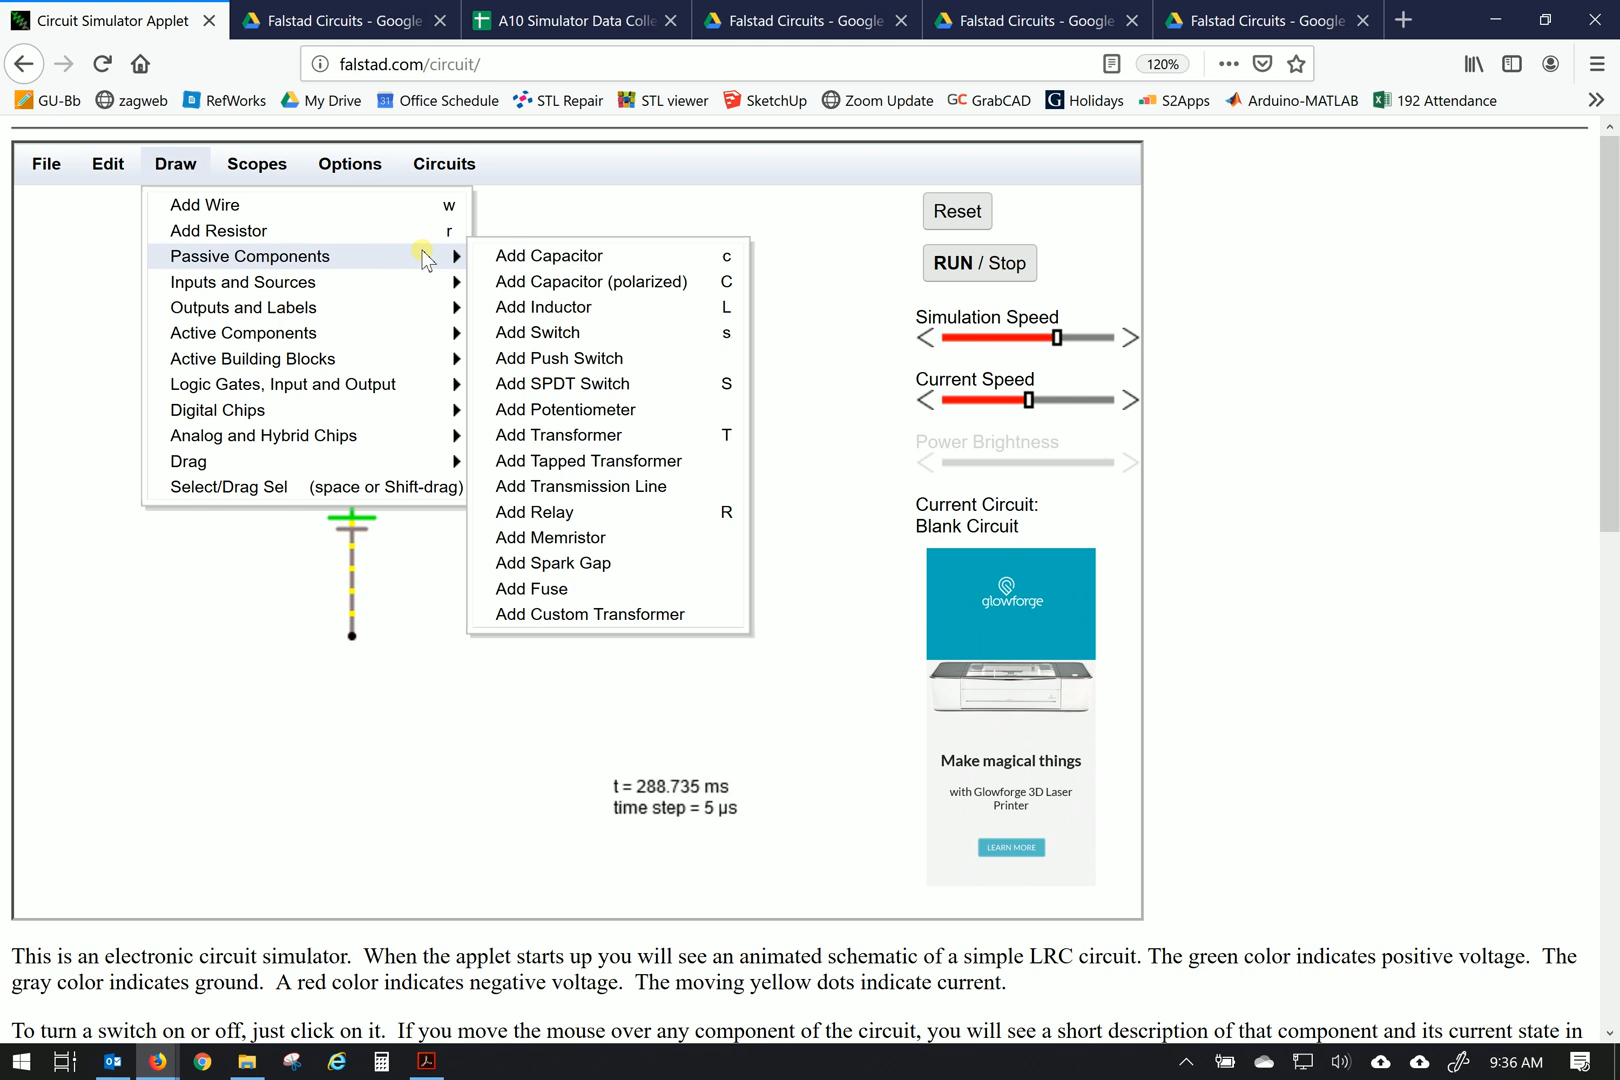 Circuit Simulator Applet
Falstad Circuits - Google
A10 Simulator Data Colle
Falstad Circuits - Google
Falstad Circuits - Google
Falstad Circuits - Google
falstad.com/circuit/
120%
GU-Bb
zagweb
RefWorks
My Drive
31
Office Schedule
STL Repair
STL viewer
SketchUp
Zoom Update
GC GrabCAD
G Holidays
S2Apps
Arduino-MATLAB
192 Attendance
File
Edit
Draw
Scopes
Options
Circuits
Add Wire w
Add Resistor r
Passive Components
Inputs and Sources
Outputs and Labels
Active Components
Active Building Blocks
Logic Gates, Input and Output
Digital Chips
Analog and Hybrid Chips
Drag
Select/Drag Sel (space or Shift-drag)
Add Capacitor c
Add Capacitor (polarized) C
Add Inductor L
Add Switch s
Add Push Switch
Add SPDT Switch S
Add Potentiometer
Add Transformer T
Add Tapped Transformer
Add Transmission Line
Add Relay R
Add Memristor
Add Spark Gap
Add Fuse
Add Custom Transformer
Reset
RUN / Stop
Simulation Speed
Current Speed
Power Brightness
Current Circuit:
Blank Circuit
glowforge
Make magical things
with Glowforge 3D Laser
Printer
LEARN MORE
t = 288.735 ms
time step = 5 µs
This is an electronic circuit simulator.  When the applet starts up you will see an animated schematic of a simple LRC circuit. The green color indicates positive voltage.  The
gray color indicates ground.  A red color indicates negative voltage.  The moving yellow dots indicate current.
To turn a switch on or off, just click on it.  If you move the mouse over any component of the circuit, you will see a short description of that component and its current state in
9:36 AM